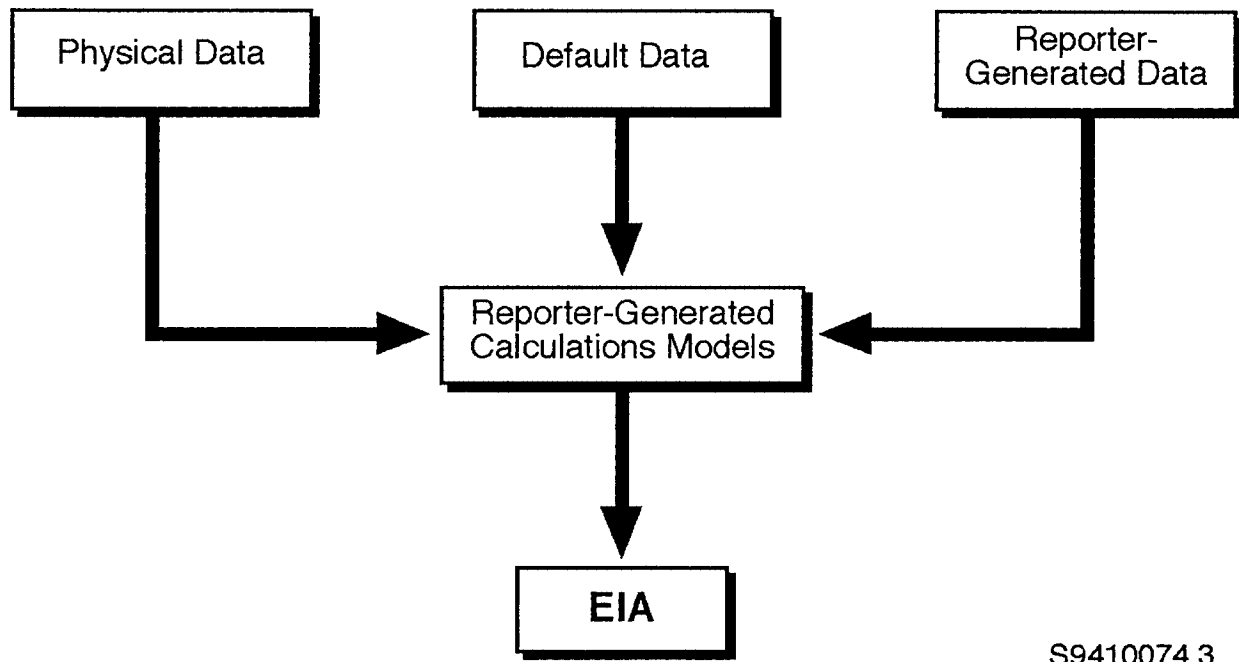 Physical Data
Default Data
Reporter-
Generated Data
Reporter-Generated
Calculations Models
EIA
S9410074.3